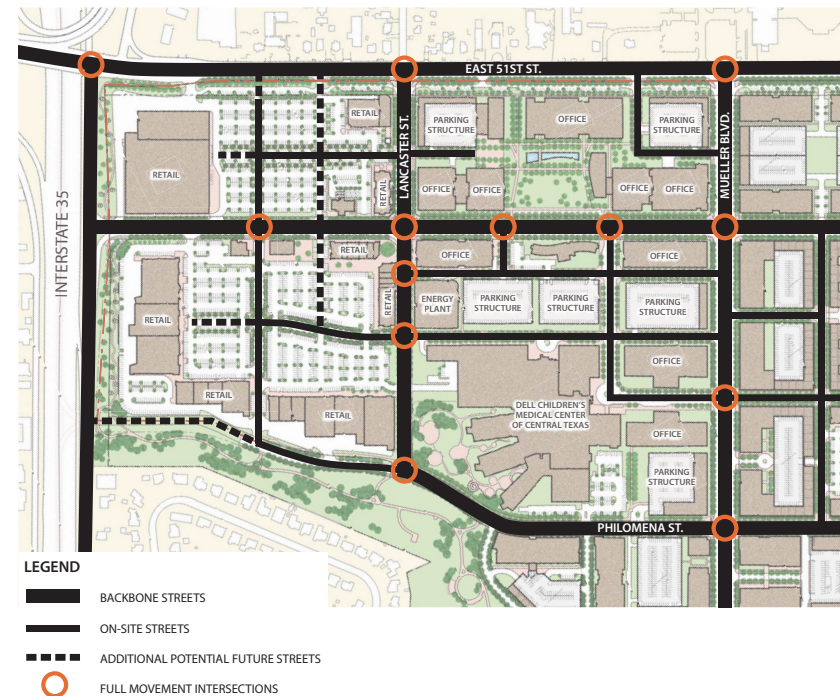 EAST 51ST ST.
RETAIL
PARKING
STRUCTURE
OFFICE
PARKING
STRUCTURE
LANCASTER ST.
MUELLER BLVD.
INTERSTATE 35
RETAIL
RETAIL
OFFICE
OFFICE
OFFICE
OFFICE
RETAIL
OFFICE
OFFICE
RETAIL
RETAIL
ENERGY
PLANT
PARKING
STRUCTURE
PARKING
STRUCTURE
PARKING
STRUCTURE
OFFICE
RETAIL
RETAIL
DELL CHILDREN'S
MEDICAL CENTER
OF CENTRAL TEXAS
OFFICE
PARKING
STRUCTURE
PHILOMENA ST.
LEGEND
BACKBONE STREETS
ON-SITE STREETS
ADDITIONAL POTENTIAL FUTURE STREETS
FULL MOVEMENT INTERSECTIONS